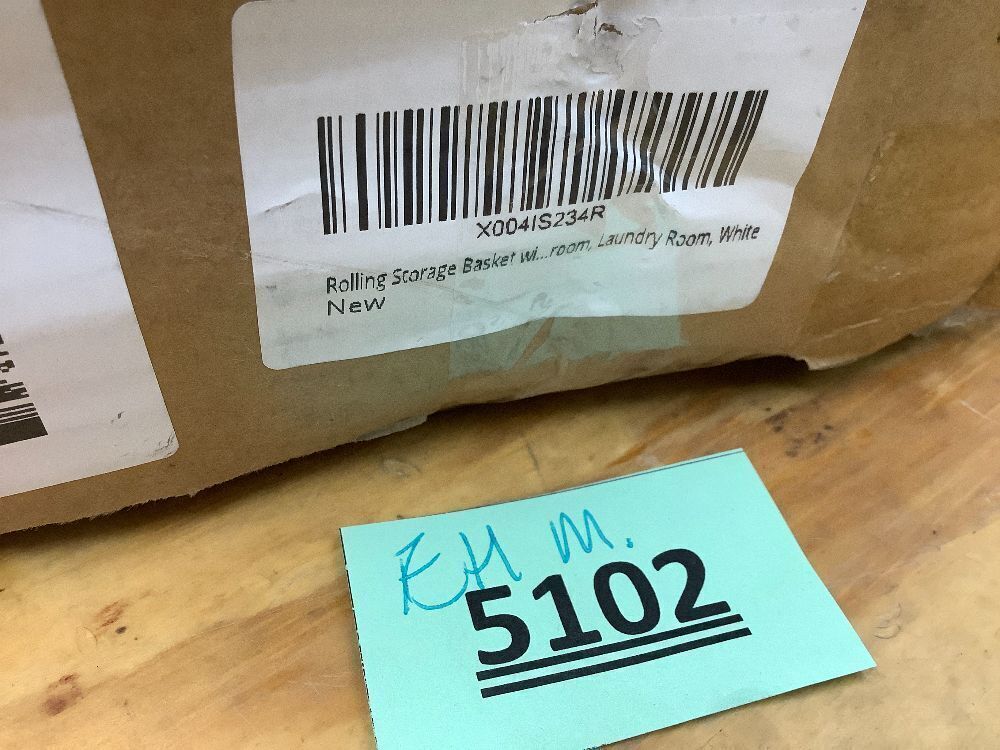 X004IS234R
Rolling Storage Basket wi...room, Laundry Room, White
New
EH M.
5102